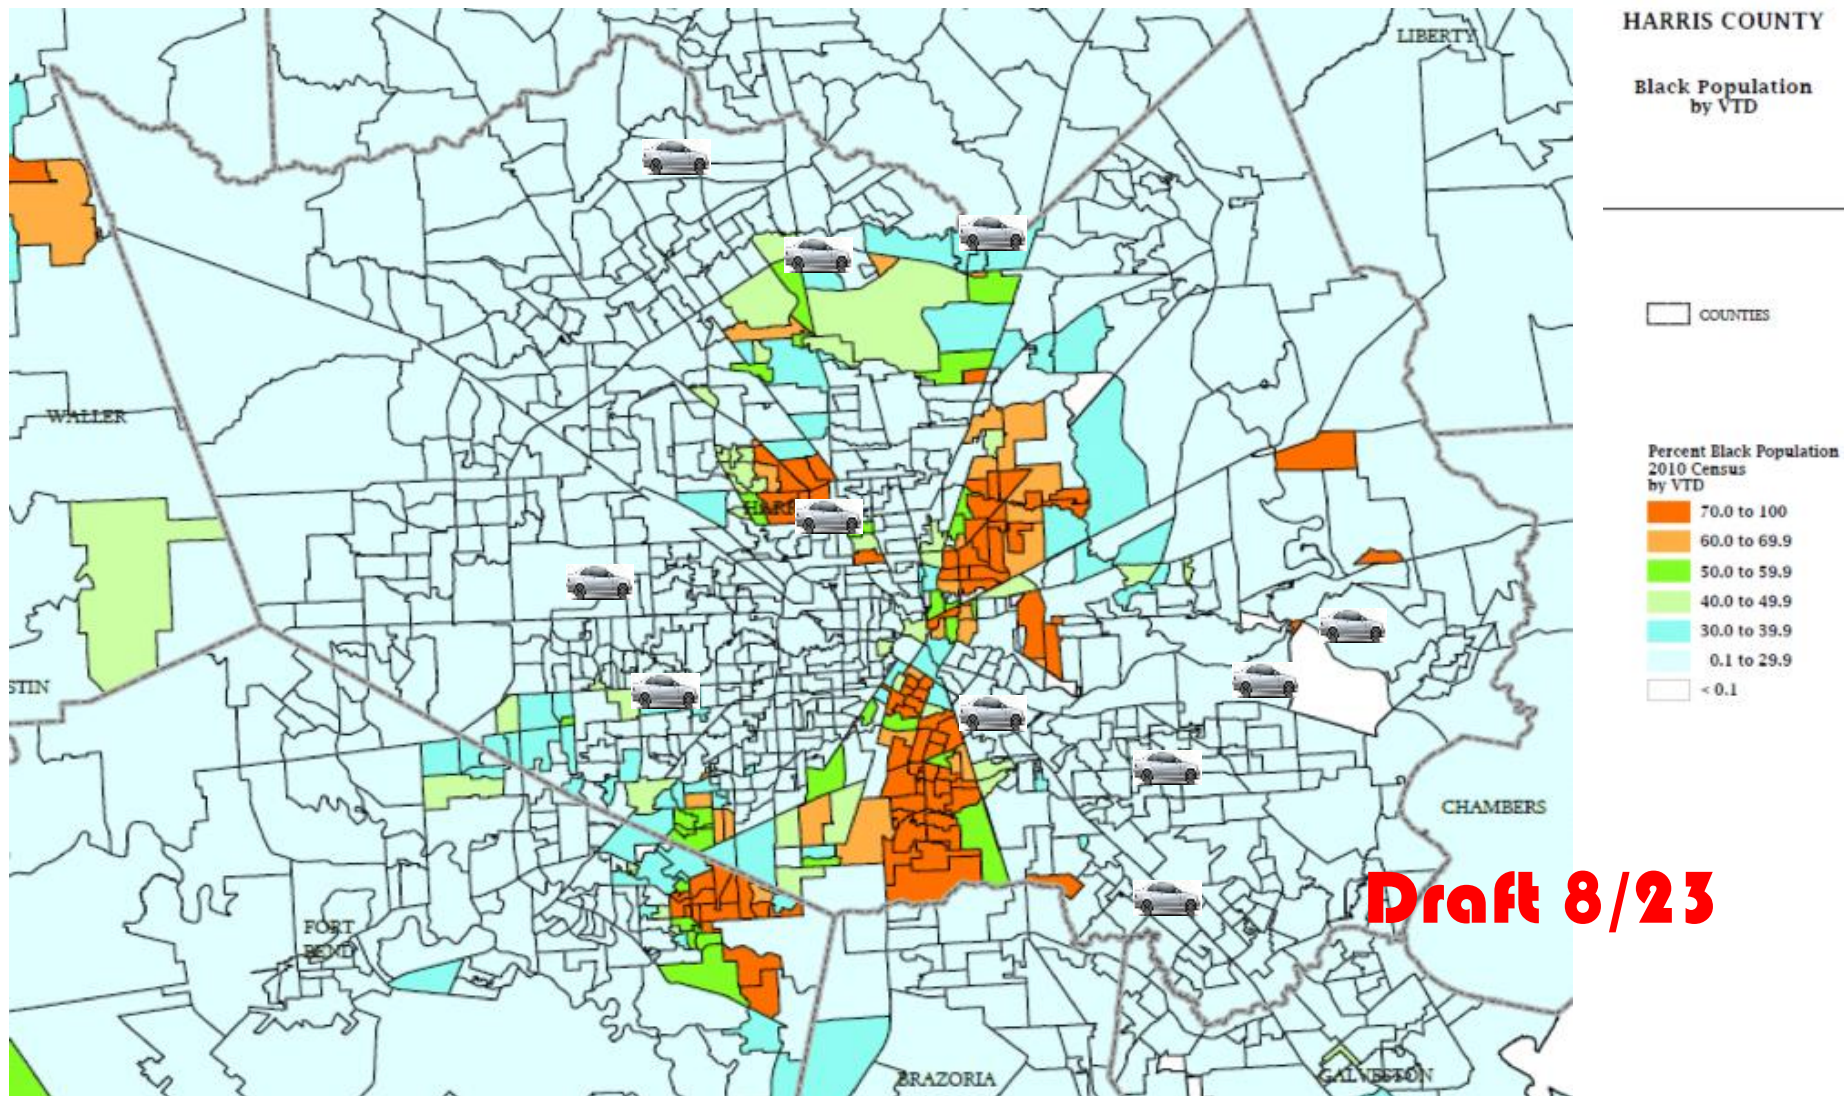 HARRIS COUNTY
Black Population
by VTD
COUNTIES
Percent Black Population
2010 Census
by VTD
70.0 to 100
60.0 to 69.9
50.0 to 59.9
40.0 to 49.9
30.0 to 39.9
0.1 to 29.9
< 0.1
LIBERTY
WALLER
HARR
STIN
CHAMBERS
Draft 8/23
FORT
BEND
BRAZORIA
GALVESTON